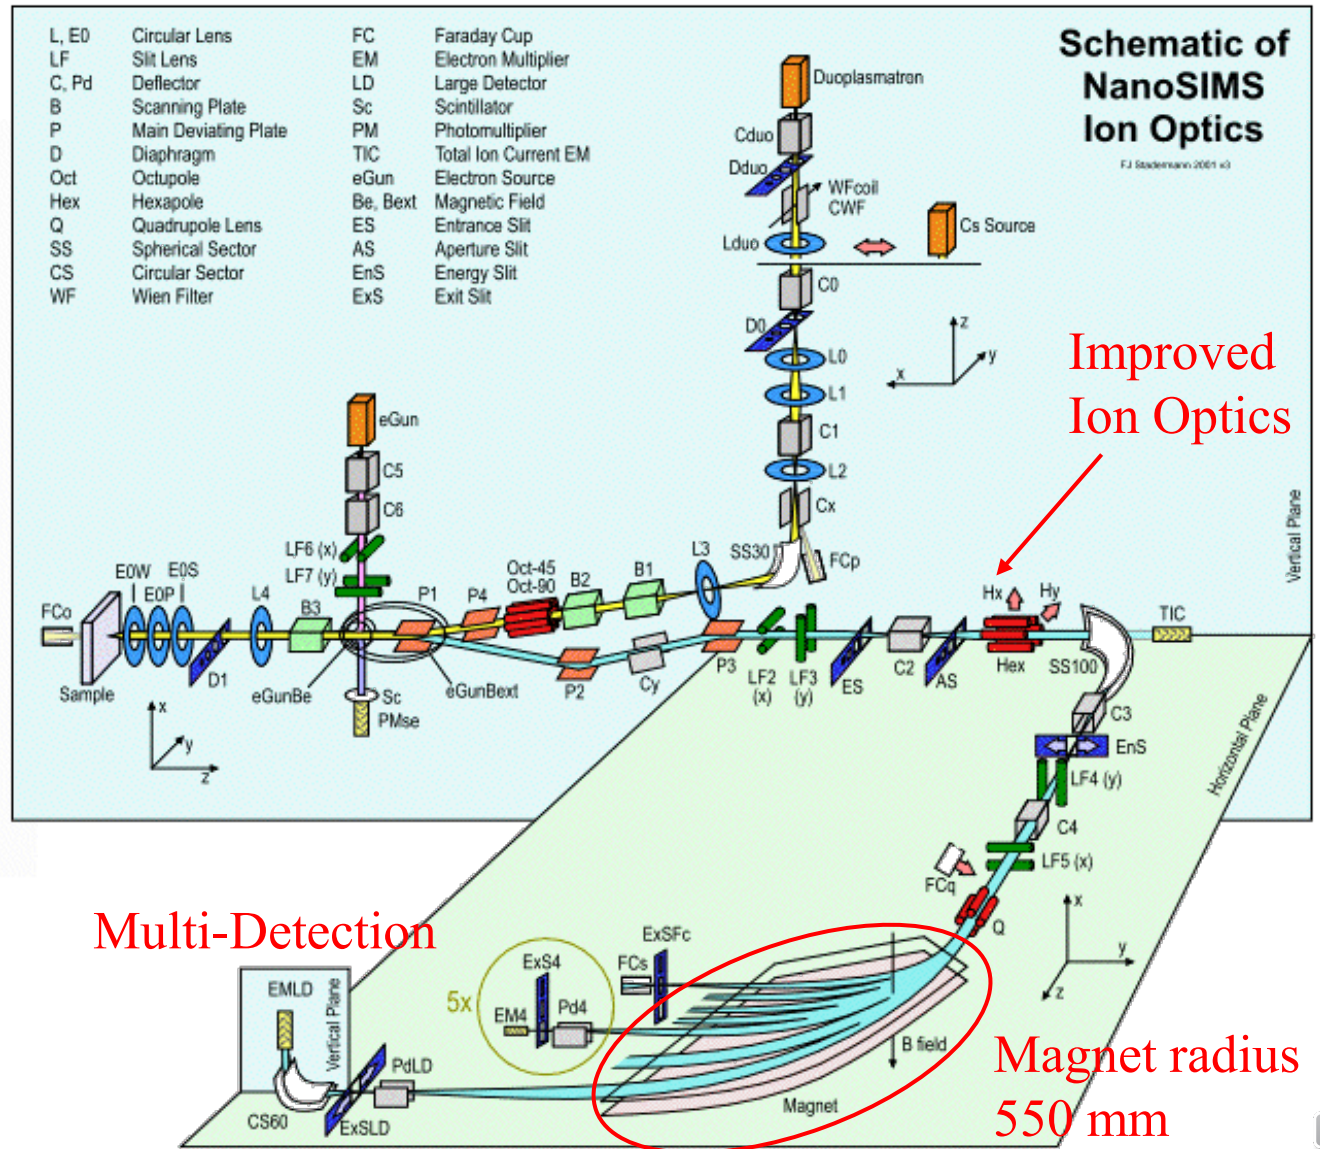 L, E0 Circular Lens FC Faraday Cup
LF Slit Lens EM Electron Multiplier
C, Pd Deflector LD Large Detector
B Scanning Plate Sc Scintillator
P Main Deviating Plate PM Photomultiplier
D Diaphragm TIC Total Ion Current EM
Oct Octupole eGun Electron Source
Hex Hexapole Be, Bext Magnetic Field
Q Quadrupole Lens ES Entrance Slit
SS Spherical Sector AS Aperture Slit
CS Circular Sector EnS Energy Slit
WF Wien Filter ExS Exit Slit
Schematic of
NanoSIMS
Ion Optics
FJ Stadermann 2001 v3
Duoplasmatron
Cduo
Dduo
WFcoil
CWF
Lduo
Cs Source
C0
D0
L0
L1
C1
L2
Cx
z
y
x
Improved
Ion Optics
Vertical Plane
eGun
C5
C6
LF6 (x)
LF7 (y)
E0W
E0P
E0S
L4
B3
P1
P4
Oct-45
Oct-90
B2
B1
L3
SS30
FCp
FCo
Sample
D1
eGunBe
Sc
PMse
eGunBext
P2
Cy
P3
LF2
(x)
LF3
(y)
ES
C2
AS
Hx
Hy
Hex
SS100
TIC
x
y
z
C3
EnS
LF4 (y)
C4
LF5 (x)
FCq
Q
Horizontal Plane
x
y
z
Multi-Detection
ExSFc
FCs
ExS4
5x
EM4
Pd4
EMLD
Vertical Plane
PdLD
CS60
ExSLD
B field
Magnet
Magnet radius
550 mm